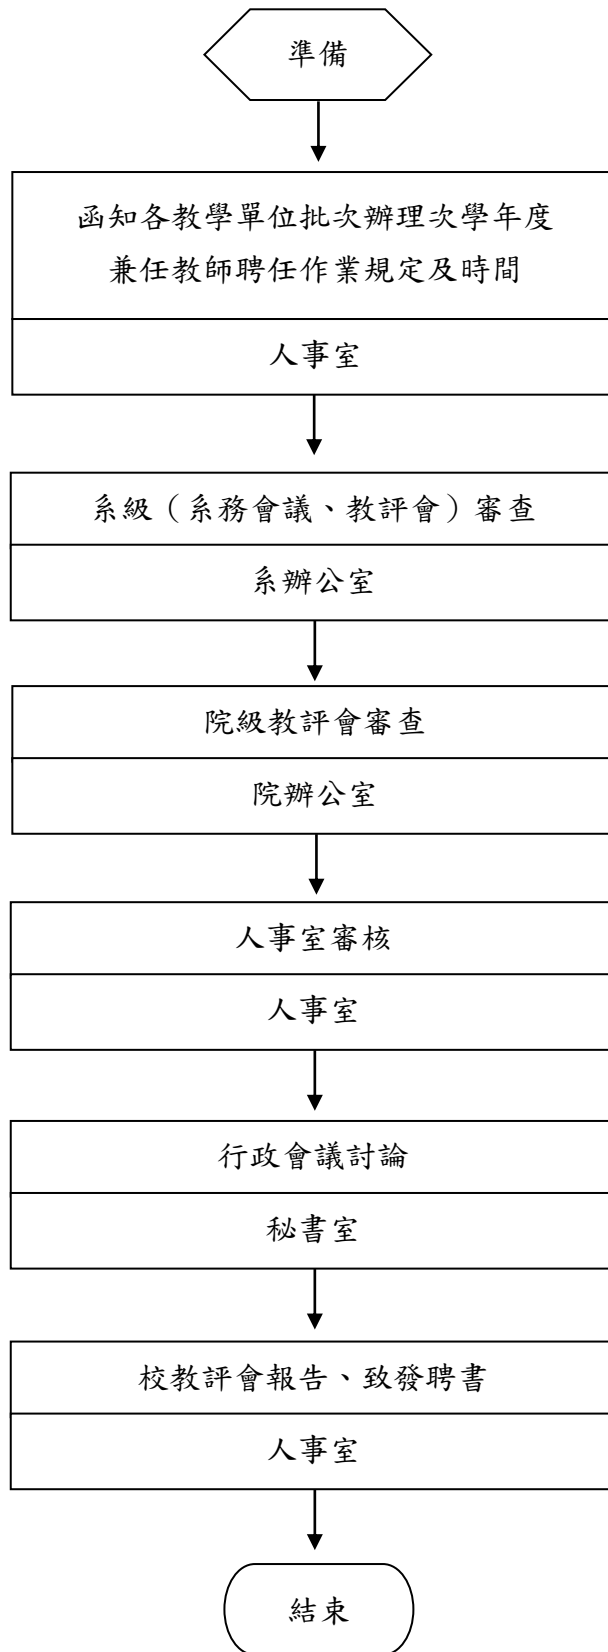 準備
函知各教學單位批次辦理次學年度
兼任教師聘任作業規定及時間
人事室
系級（系務會議、教評會）審查
系辦公室
院級教評會審查
院辦公室
人事室審核
人事室
行政會議討論
秘書室
校教評會報告、致發聘書
人事室
結束